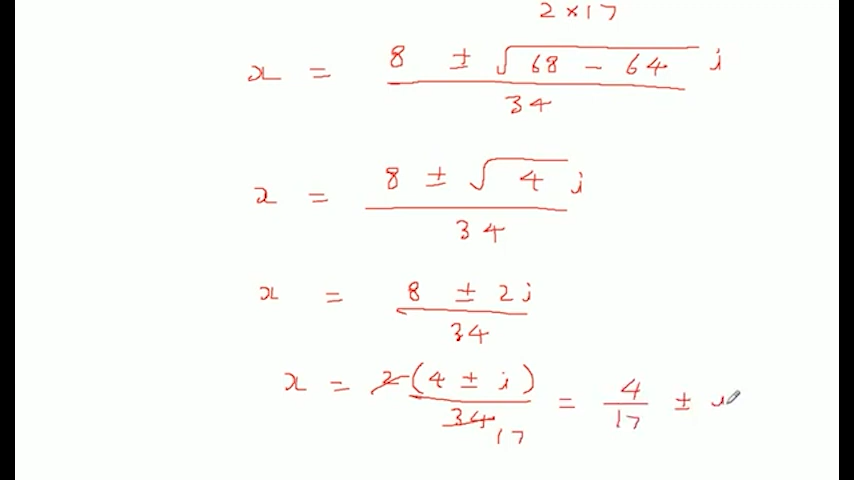 2 × 17
x = 8 ± √68 - 64 i
34
x = 8 ± √4 i
34
x = 8 ± 2i
34
x = 2(4 ± i) = 4 ± i
34 17 17